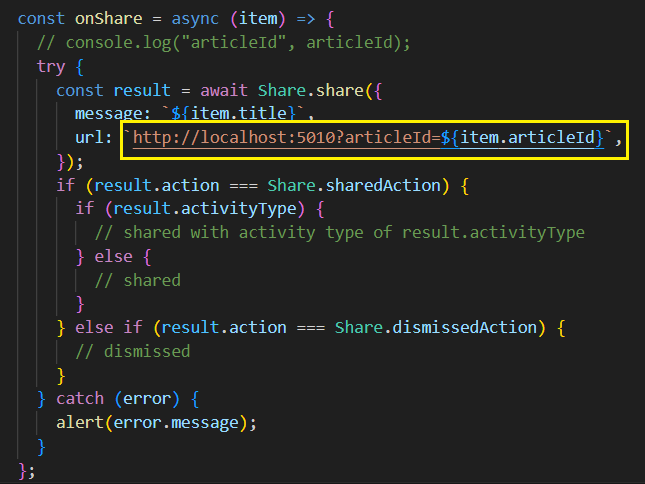 const onShare = async (item) => {
// console.log("articleId", articleId);
try {
const result = await Share.share({
message: `${item.title}`,
url: `http://localhost:5010?articleId=${item.articleId}`,
});
if (result.action === Share.sharedAction) {
if (result.activityType) {
// shared with activity type of result.activityType
} else {
// shared
}
} else if (result.action === Share.dismissedAction) {
// dismissed
}
} catch (error) {
alert(error.message);
}
};